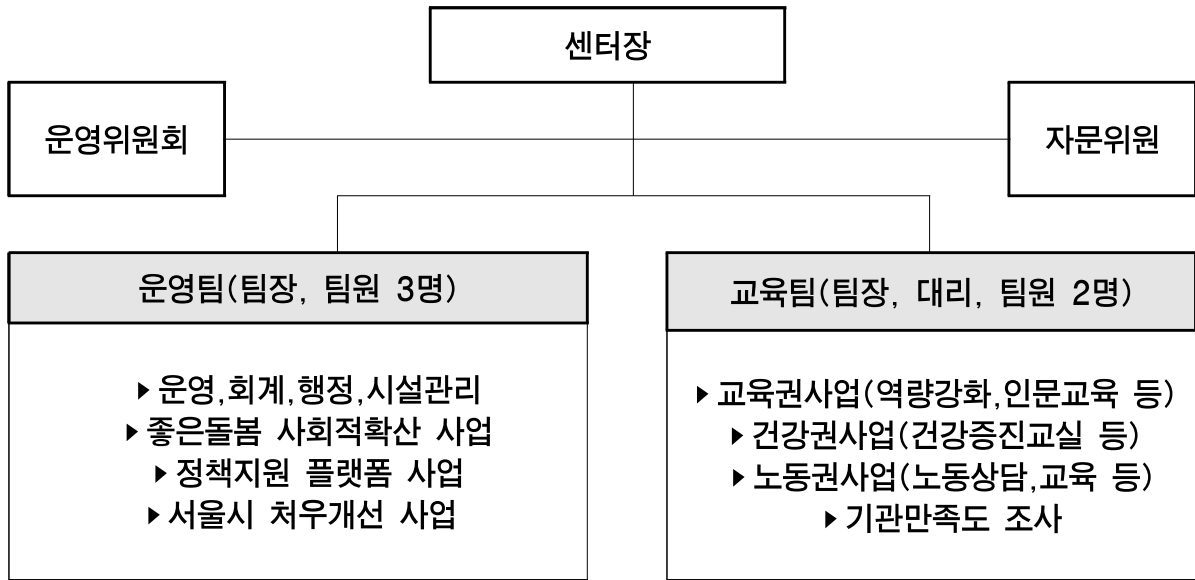 센터장
운영위원회
자문위원
운영팀(팀장, 팀원 3명)
▸운영,회계,행정,시설관리
▸좋은돌봄 사회적확산 사업
▸정책지원 플랫폼 사업
▸서울시 처우개선 사업
교육팀(팀장, 대리, 팀원 2명)
▸교육권사업(역량강화,인문교육 등)
▸건강권사업(건강증진교실 등)
▸노동권사업(노동상담,교육 등)
▸기관만족도 조사